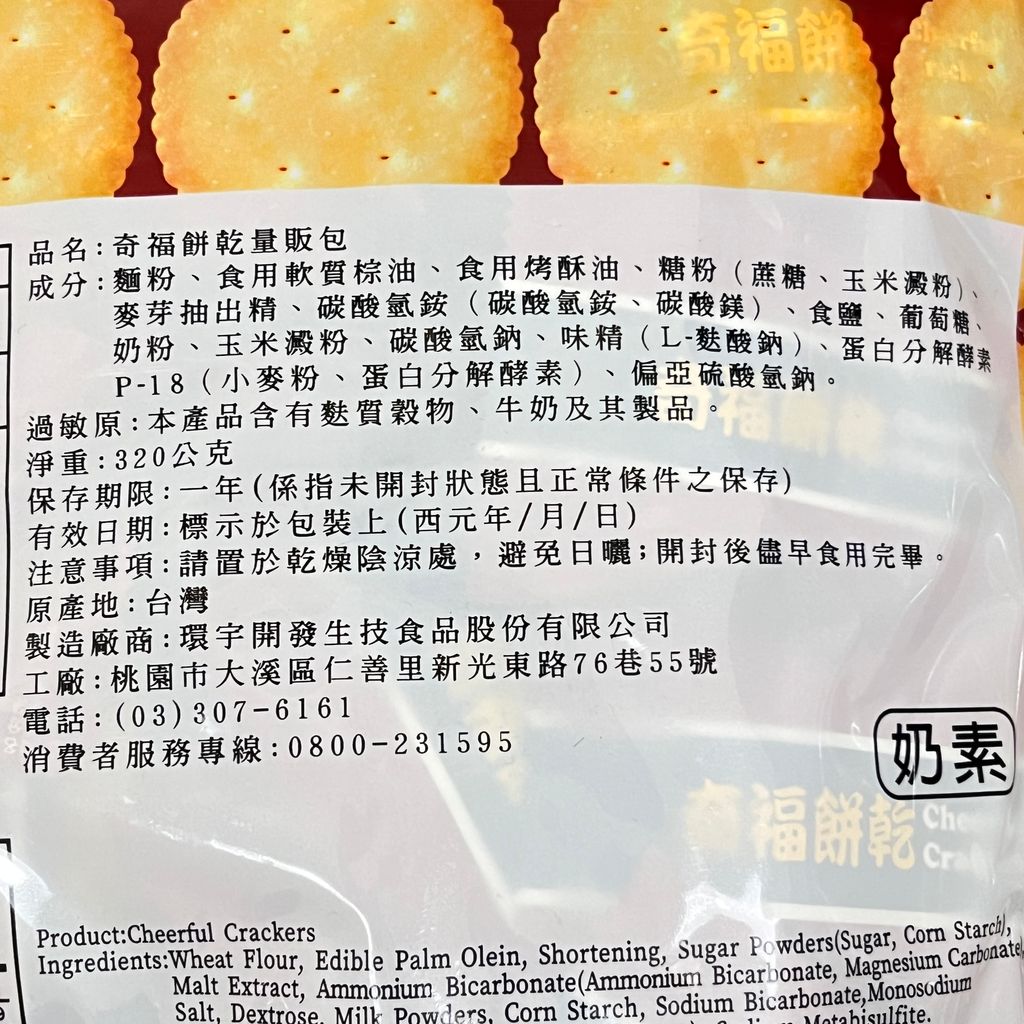 奇福餅
品名:奇福餅乾量販包
成分:麵粉、食用軟質棕油、食用烤酥油、糖粉(蔗糖、玉米澱粉)、
麥芽抽出精、碳酸氫銨(碳酸氫銨、碳酸鎂)、食鹽、葡萄糖、
奶粉、玉米澱粉、碳酸氫鈉、味精(L-麩酸鈉)、蛋白分解酵素
P-18(小麥粉、蛋白分解酵素)、偏亞硫酸氫鈉。
過敏原:本產品含有麩質穀物、牛奶及其製品。
淨重:320公克
保存期限:一年(係指未開封狀態且正常條件之保存)
有效日期:標示於包裝上(西元年/月/日)
注意事項:請置於乾燥陰涼處,避免日曬;開封後儘早食用完畢。
原產地:台灣
製造廠商:環宇開發生技食品股份有限公司
工廠:桃園市大溪區仁善里新光東路76巷55號
電話:(03)307-6161
消費者服務專線:0800-231595
奶素
奇福餅乾
Product:Cheerful Crackers
Ingredients:Wheat Flour, Edible Palm Olein, Shortening, Sugar Powders(Sugar, Corn Starch),
Malt Extract, Ammonium Bicarbonate(Ammonium Bicarbonate, Magnesium Carbonate
Salt, Dextrose, Milk Powders, Corn Starch, Sodium Bicarbonate,Monosodium
Metabisulfite.